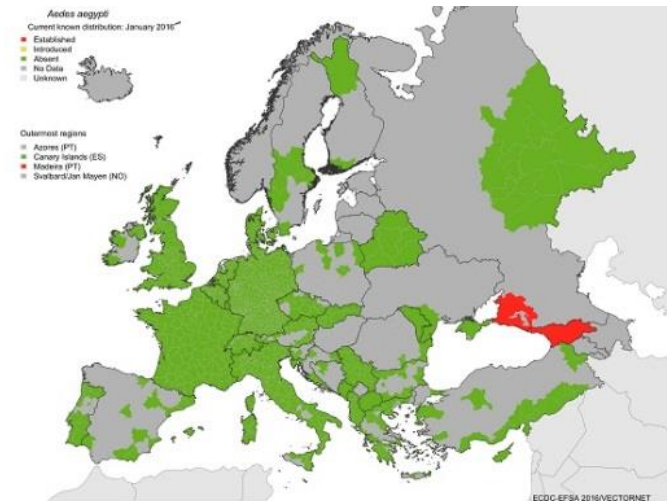 Aedes aegypti
Current known distribution: January 2016
Established
Introduced
Absent
No Data
Unknown
Outermost regions
Azores (PT)
Canary Islands (ES)
Madeira (PT)
Svalbard/Jan Mayen (NO)
ECDC-EFSA 2016/VECTORNET